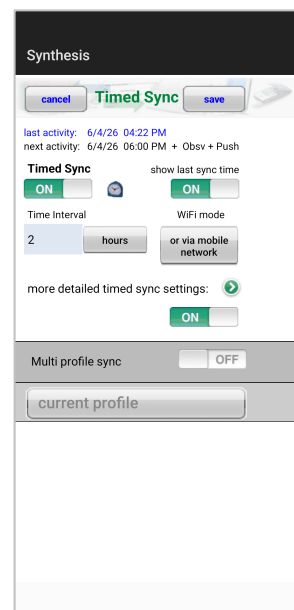 Synthesis
cancel Timed Sync save
last activity: 6/4/26 04:22 PM
next activity: 6/4/26 06:00 PM + Obsv + Push
Timed Sync show last sync time
ON ON
Time Interval WiFi mode
2 hours or via mobile
network
more detailed timed sync settings:
ON
Multi profile sync OFF
current profile